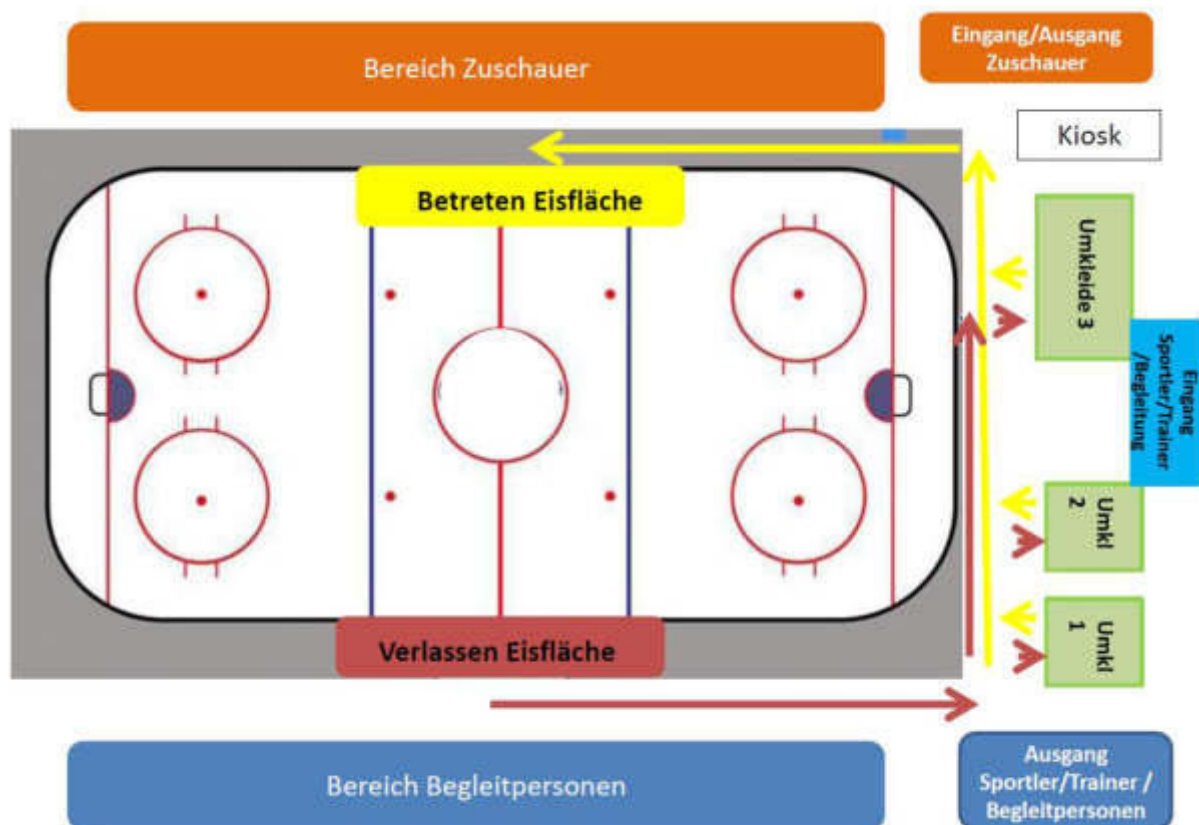 Bereich Zuschauer
Eingang/Ausgang
Zuschauer
Kiosk
Betreten Eisfläche
Umkleide 3
Eingang
Sportler/Trainer
/Begleitung
Umkl
2
Umkl
1
Verlassen Eisfläche
Bereich Begleitpersonen
Ausgang
Sportler/Trainer /
Begleitpersonen